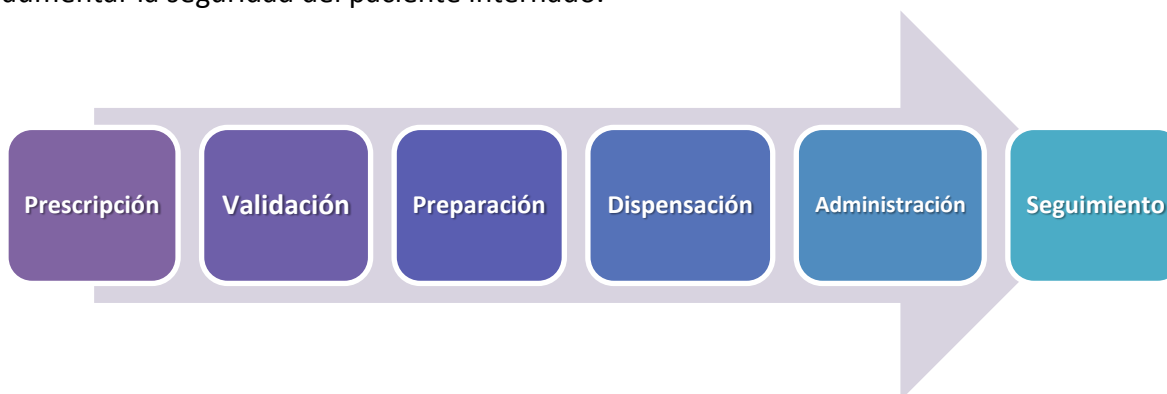 aumentar la seguridad del paciente internado.
Prescripción
Validación
Preparación
Dispensación
Administración
Seguimiento